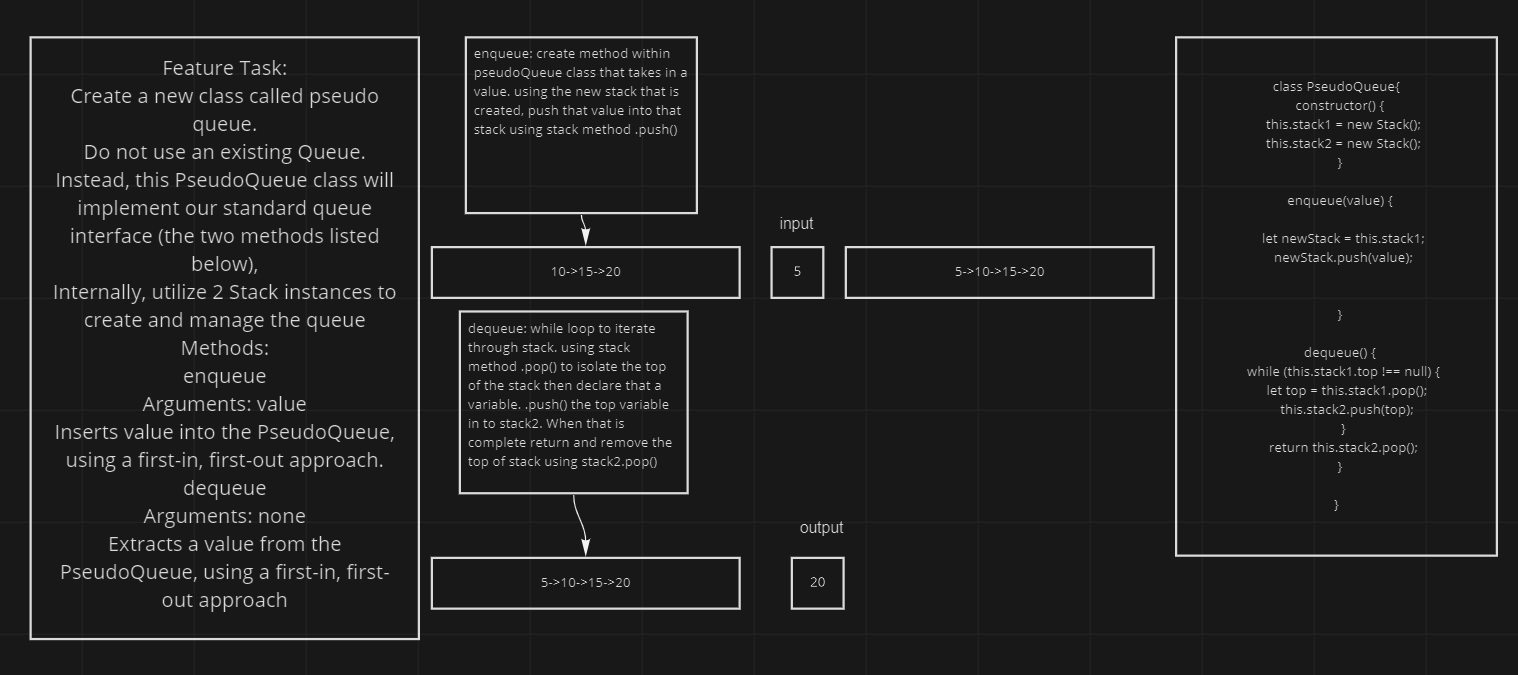 Feature Task:
Create a new class called pseudo
queue.
Do not use an existing Queue.
Instead, this PseudoQueue class will
implement our standard queue
interface (the two methods listed
below),
Internally, utilize 2 Stack instances to
create and manage the queue
Methods:
enqueue
Arguments: value
Inserts value into the PseudoQueue,
using a first-in, first-out approach.
dequeue
Arguments: none
Extracts a value from the
PseudoQueue, using a first-in, first-
out approach
enqueue: create method within
pseudoQueue class that takes in a
value. using the new stack that is
created, push that value into that
stack using stack method .push()
10->15->20
input
5
5->10->15->20
dequeue: while loop to iterate
through stack. using stack
method .pop() to isolate the top
of the stack then declare that a
variable. .push() the top variable
in to stack2. When that is
complete return and remove the
top of stack using stack2.pop()
5->10->15->20
output
20
class PseudoQueue{
constructor() {
this.stack1 = new Stack();
this.stack2 = new Stack();
}
enqueue(value) {
let newStack = this.stack1;
newStack.push(value);
}
dequeue() {
while (this.stack1.top !== null) {
let top = this.stack1.pop();
this.stack2.push(top);
}
return this.stack2.pop();
}
}